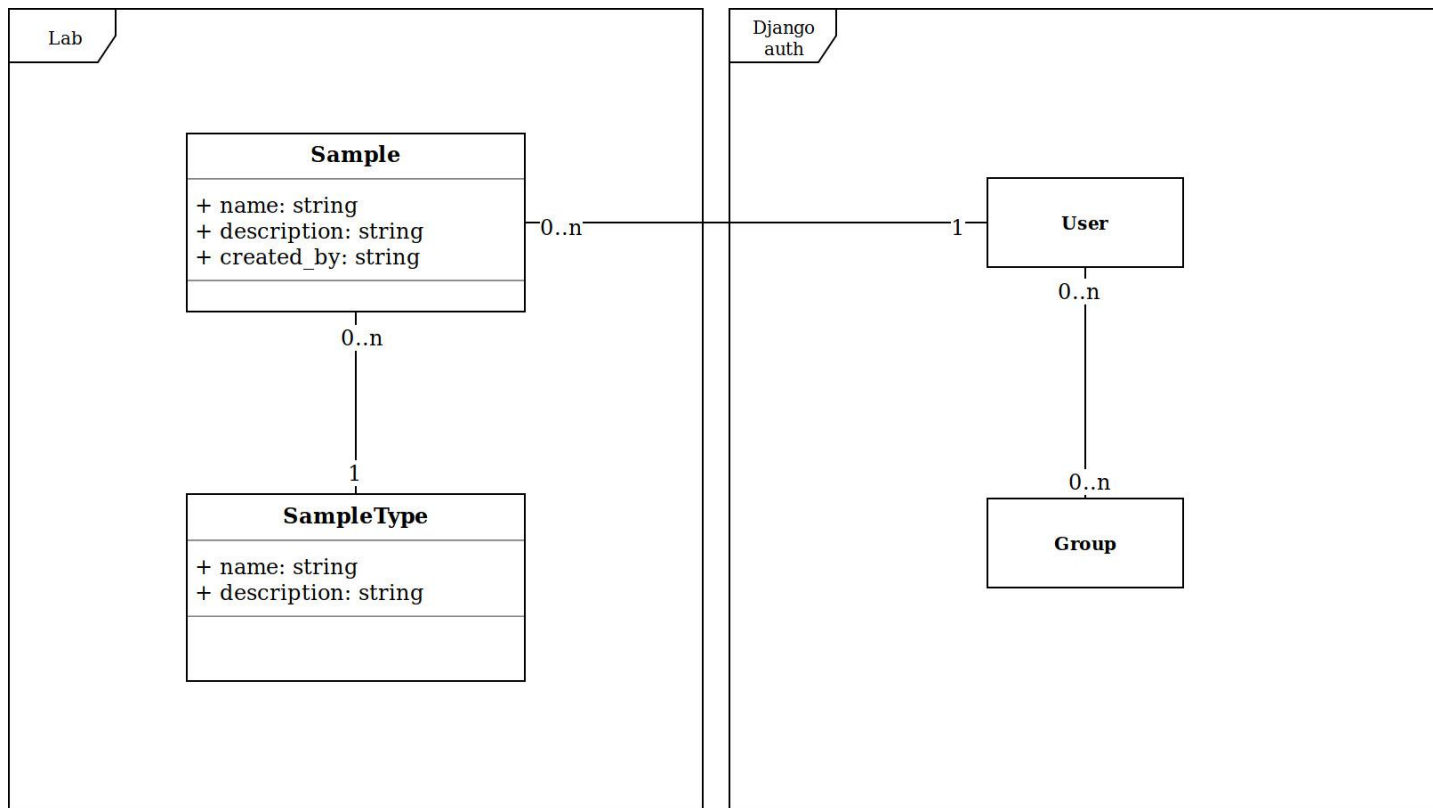 Lab
Django
auth
Sample
+ name: string
+ description: string
+ created_by: string
0..n
1
User
0..n
0..n
1
0..n
SampleType
+ name: string
+ description: string
Group